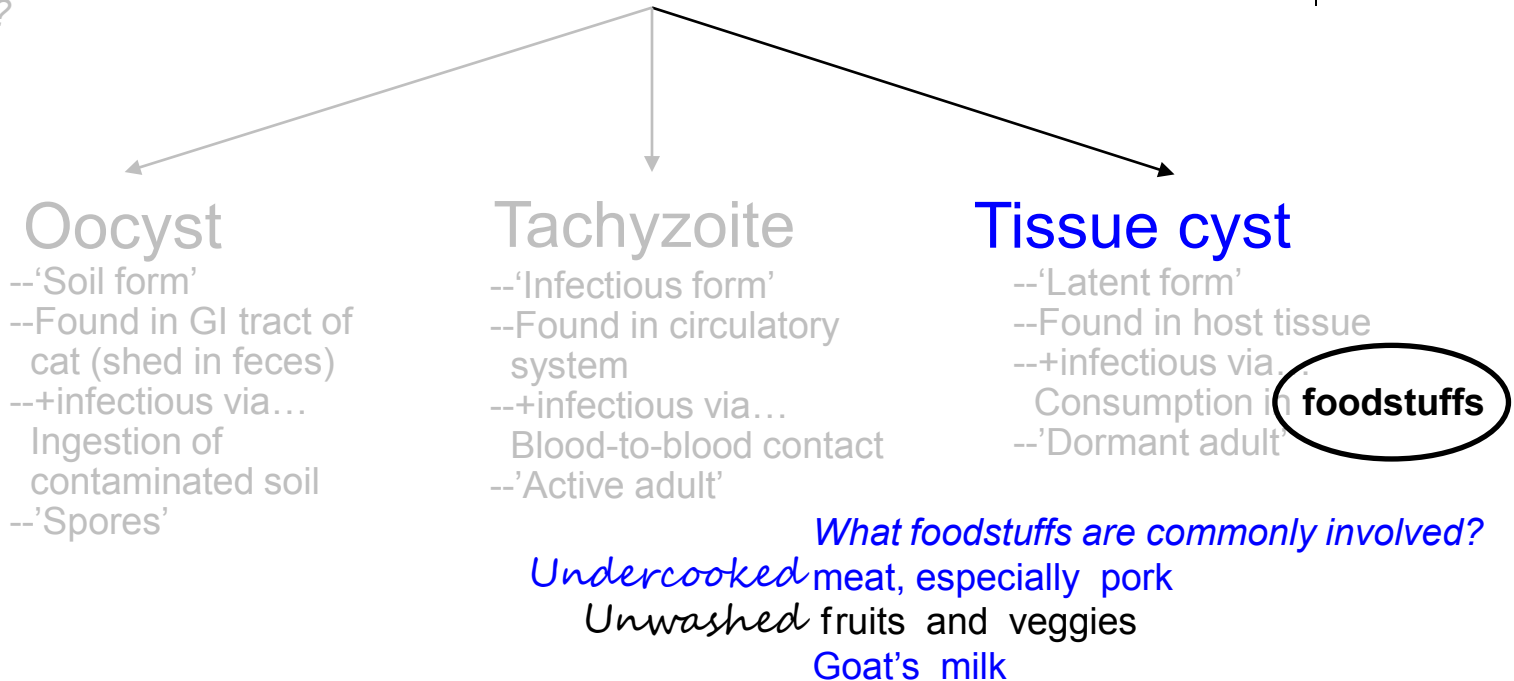 ?
Oocyst
--‘Soil form’
--Found in GI tract of
cat (shed in feces)
--+infectious via…
Ingestion of
contaminated soil
--’Spores’
Tachyzoite
--‘Infectious form’
--Found in circulatory
system
--+infectious via…
Blood-to-blood contact
--’Active adult’
Tissue cyst
--‘Latent form’
--Found in host tissue
--+infectious via…
Consumption in foodstuffs
--’Dormant adult’
What foodstuffs are commonly involved?
Undercooked meat, especially pork
Unwashed fruits and veggies
Goat’s milk